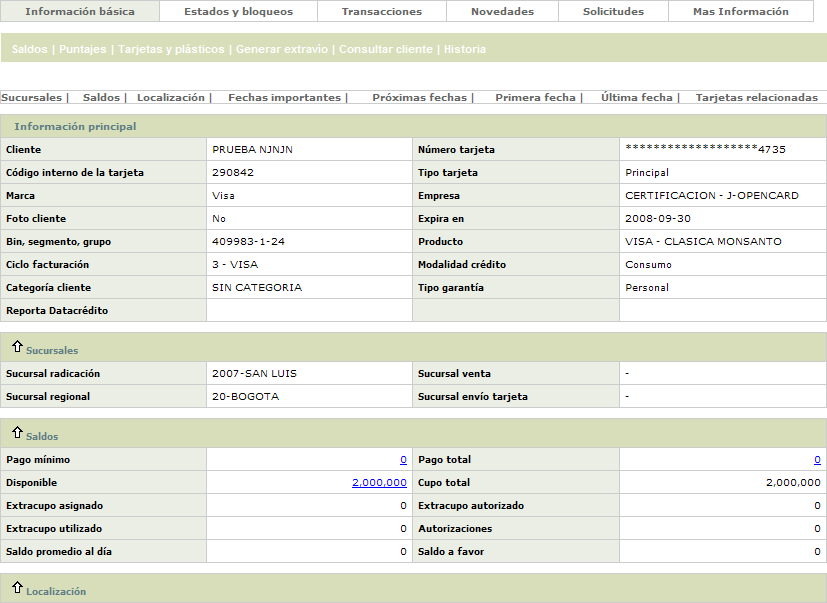 Información básica Estados y bloqueos Transacciones Novedades Solicitudes Mas Información
Saldos | Puntajes | Tarjetas y plásticos | Generar extravío | Consultar cliente | Historia
Sucursales | Saldos | Localización | Fechas importantes | Próximas fechas | Primera fecha | Última fecha | Tarjetas relacionadas
Información principal
Cliente PRUEBA NJNJN Número tarjeta *******************4735
Código interno de la tarjeta 290842 Tipo tarjeta Principal
Marca Visa Empresa CERTIFICACION - J-OPENCARD
Foto cliente No Expira en 2008-09-30
Bin, segmento, grupo 409983-1-24 Producto VISA - CLASICA MONSANTO
Ciclo facturación 3 - VISA Modalidad crédito Consumo
Categoría cliente SIN CATEGORIA Tipo garantía Personal
Reporta Datacrédito
Sucursales
Sucursal radicación 2007-SAN LUIS Sucursal venta -
Sucursal regional 20-BOGOTA Sucursal envío tarjeta -
Saldos
Pago mínimo 0 Pago total 0
Disponible 2,000,000 Cupo total 2,000,000
Extracupo asignado 0 Extracupo autorizado 0
Extracupo utilizado 0 Autorizaciones 0
Saldo promedio al día 0 Saldo a favor 0
Localización